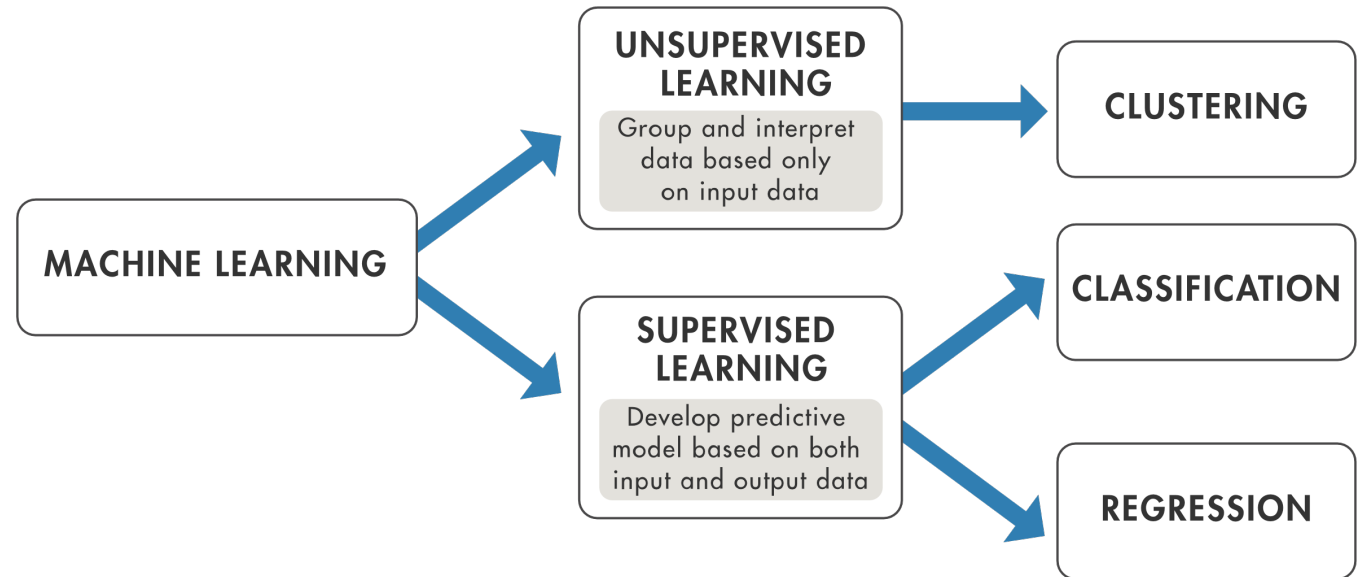 MACHINE LEARNING
UNSUPERVISED
LEARNING
Group and interpret
data based only
on input data
CLUSTERING
SUPERVISED
LEARNING
Develop predictive
model based on both
input and output data
CLASSIFICATION
REGRESSION